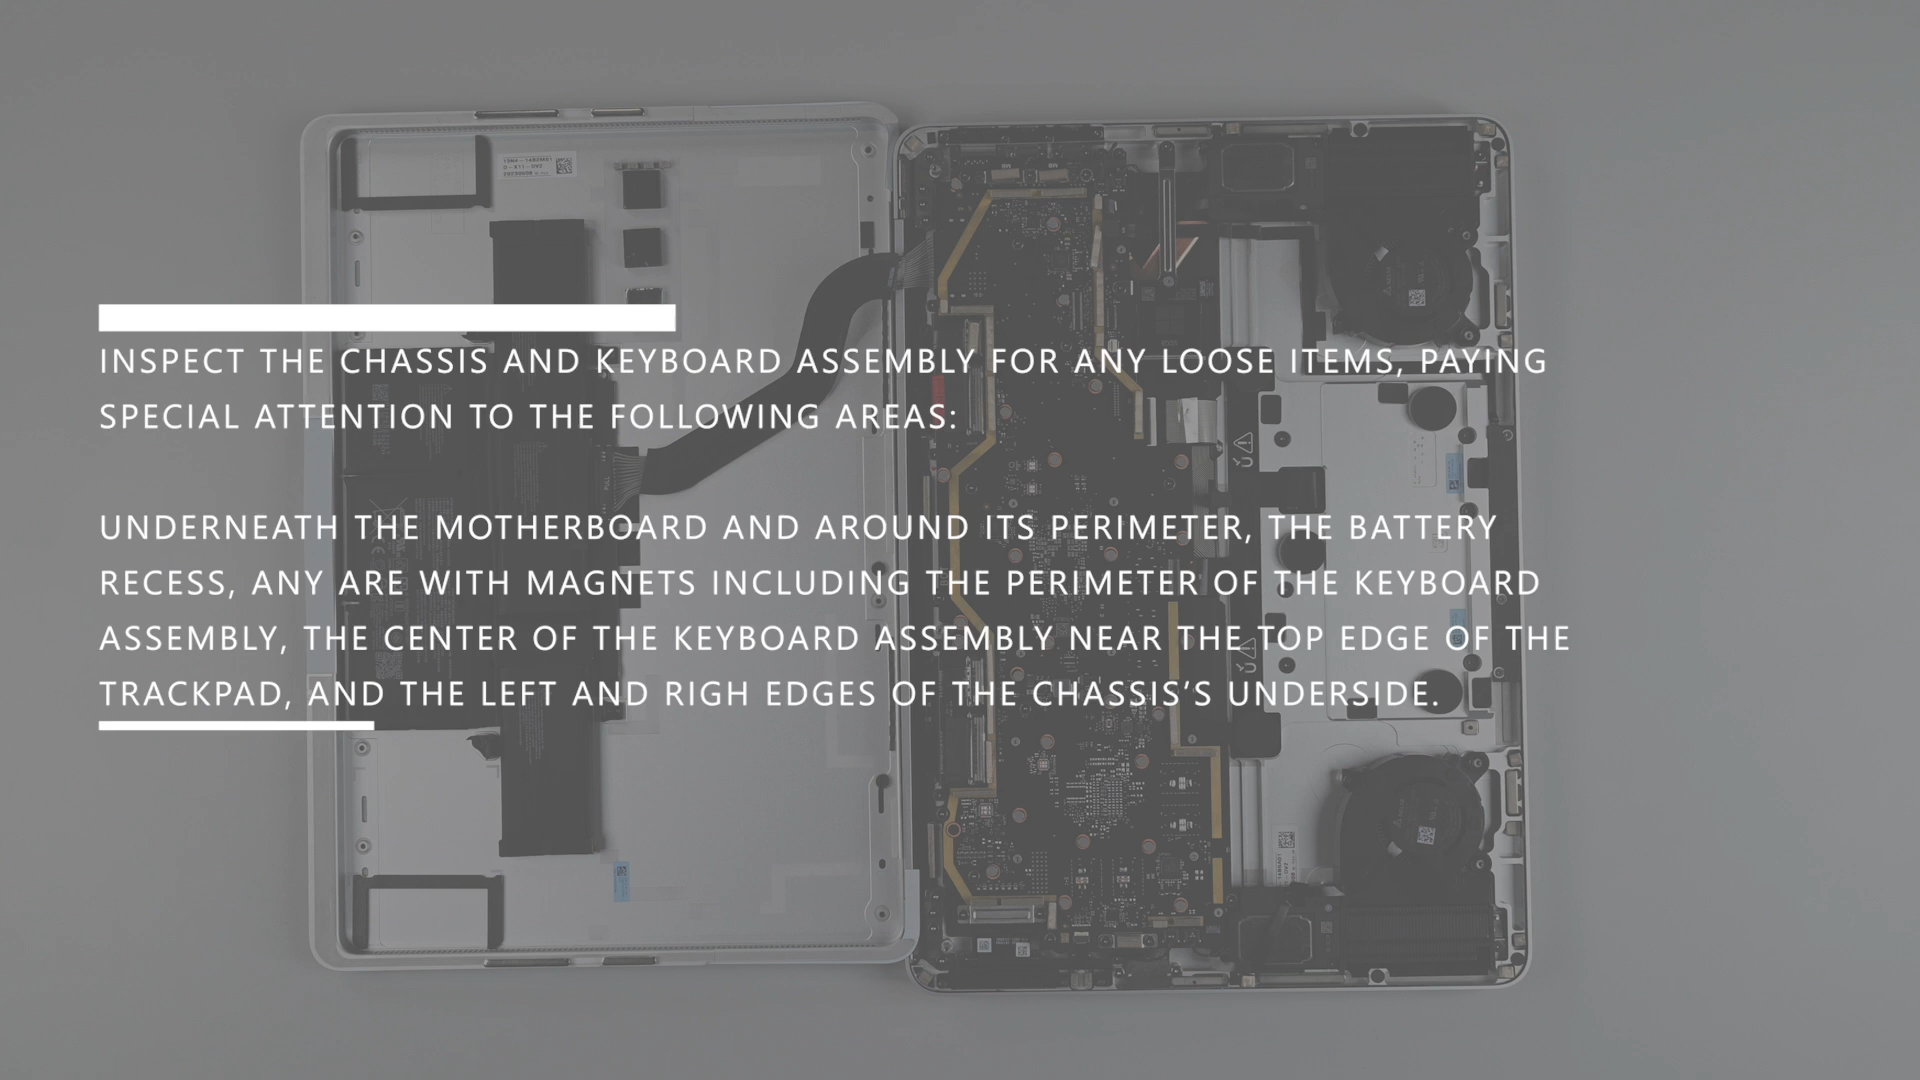 INSPECT THE CHASSIS AND KEYBOARD ASSEMBLY FOR ANY LOOSE ITEMS, PAYING
SPECIAL ATTENTION TO THE FOLLOWING AREAS:
UNDERNEATH THE MOTHERBOARD AND AROUND ITS PERIMETER, THE BATTERY
RECESS, ANY ARE WITH MAGNETS INCLUDING THE PERIMETER OF THE KEYBOARD
ASSEMBLY, THE CENTER OF THE KEYBOARD ASSEMBLY NEAR THE TOP EDGE OF THE
TRACKPAD, AND THE LEFT AND RIGH EDGES OF THE CHASSIS’S UNDERSIDE.